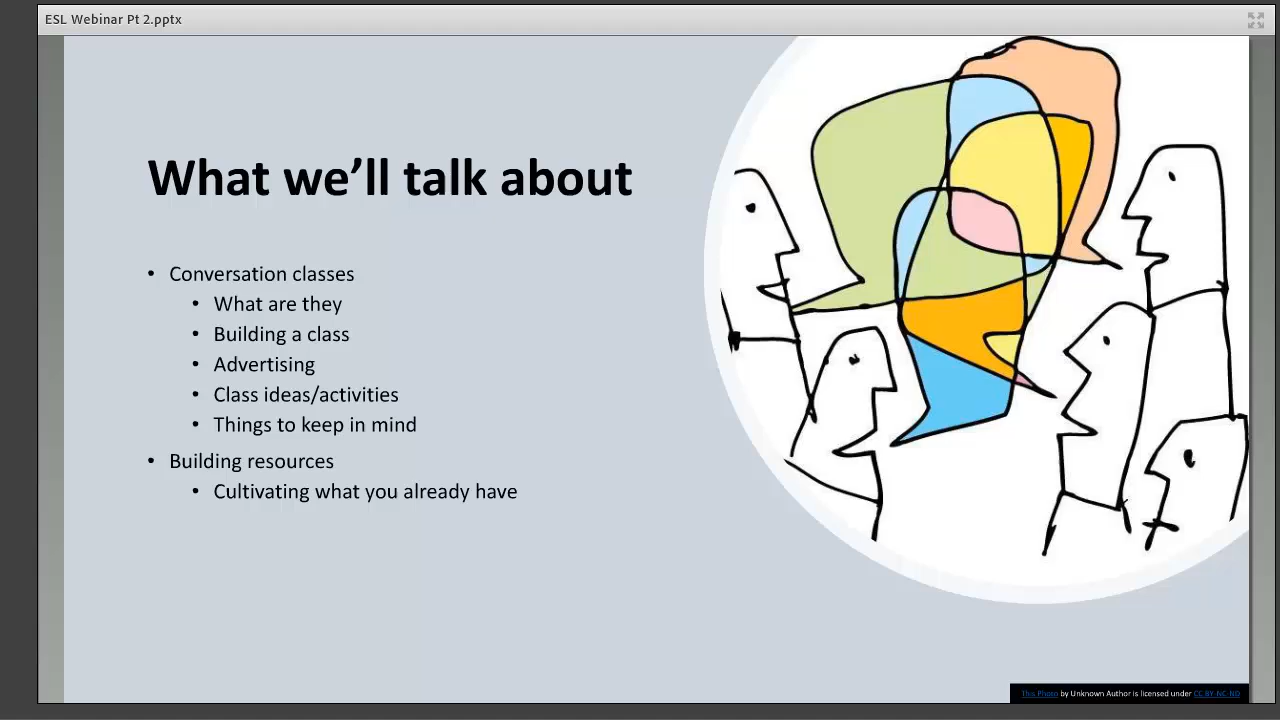 ESL Webinar Pt 2.pptx
What we’ll talk about
• Conversation classes
• What are they
• Building a class
• Advertising
• Class ideas/activities
• Things to keep in mind
• Building resources
• Cultivating what you already have
This Photo by Unknown Author is licensed under CC BY-NC-ND